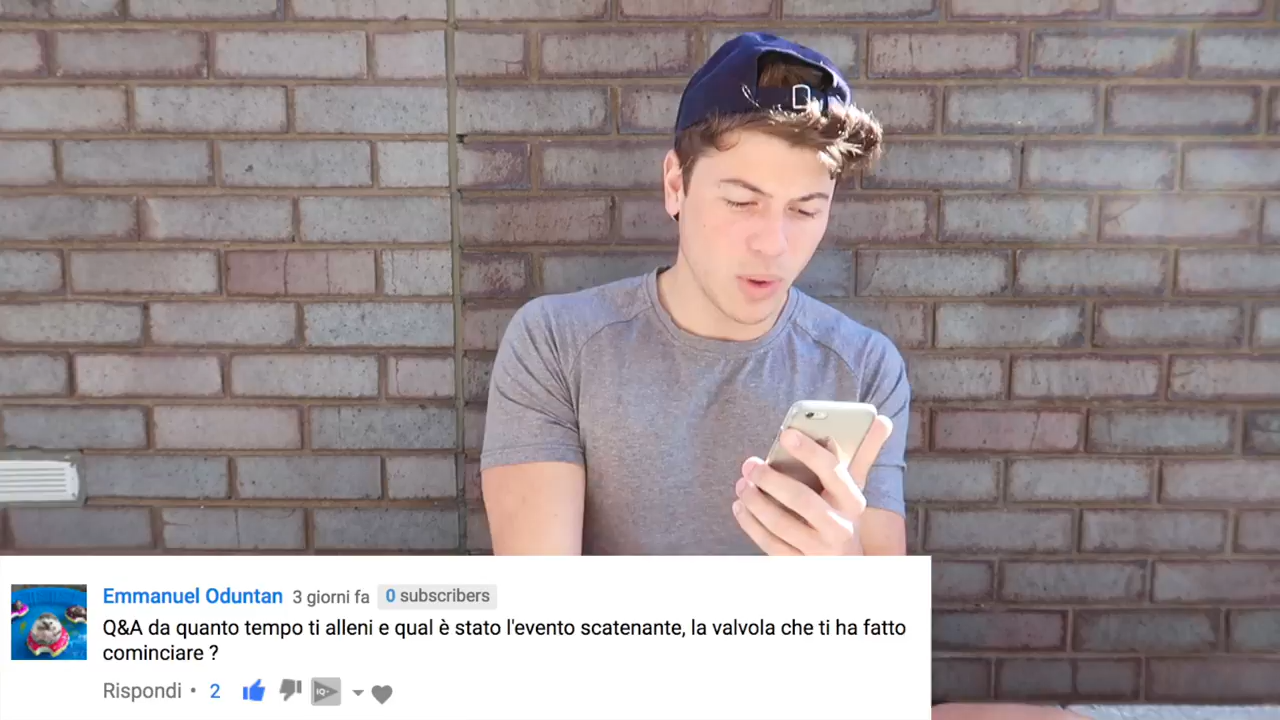 Emmanuel Oduntan 3 giorni fa 0 subscribers
Q&A da quanto tempo ti alleni e qual è stato l'evento scatenante, la valvola che ti ha fatto
cominciare ?
Rispondi • 2 IQ+